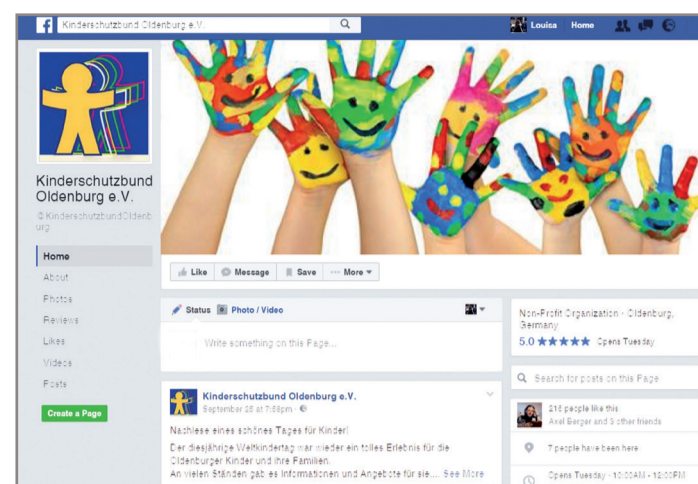 Kinderschutzbund Oldenburg e.V.
Louisa Home
Kinderschutzbund
Oldenburg e.V.
@KinderschutzbundOldenb
urg
Home
About
Photos
Reviews
Likes
Videos
Posts
Create a Page
Like Message Save ··· More
Status Photo / Video
Write something on this Page...
Kinderschutzbund Oldenburg e.V.
September 25 at 7:59pm ·
Nachlese eines schönes Tages für Kinder!
Der diesjährige Weltkindertag war wieder ein tolles Erlebnis für die
Oldenburger Kinder und ihre Familien.
An vielen Ständen gab es Informationen und Angebote für sie.... See More
Non-Profit Organization · Oldenburg,
Germany
5.0 ★★★★★ Opens Tuesday
Search for posts on this Page
216 people like this
Axel Berger and 3 other friends
7 people have been here
Opens Tuesday · 10:00AM - 12:00PM